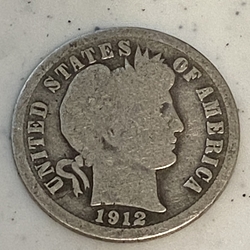 UNITED STATES OF AMERICA
1912